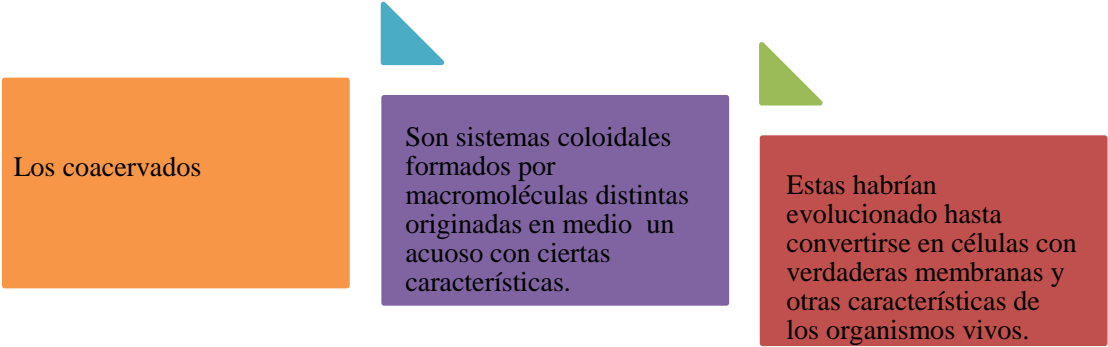 Los coacervados
Son sistemas coloidales
formados por
macromoléculas distintas
originadas en medio  un
acuoso con ciertas
características.
Estas habrían
evolucionado hasta
convertirse en células con
verdaderas membranas y
otras características de
los organismos vivos.